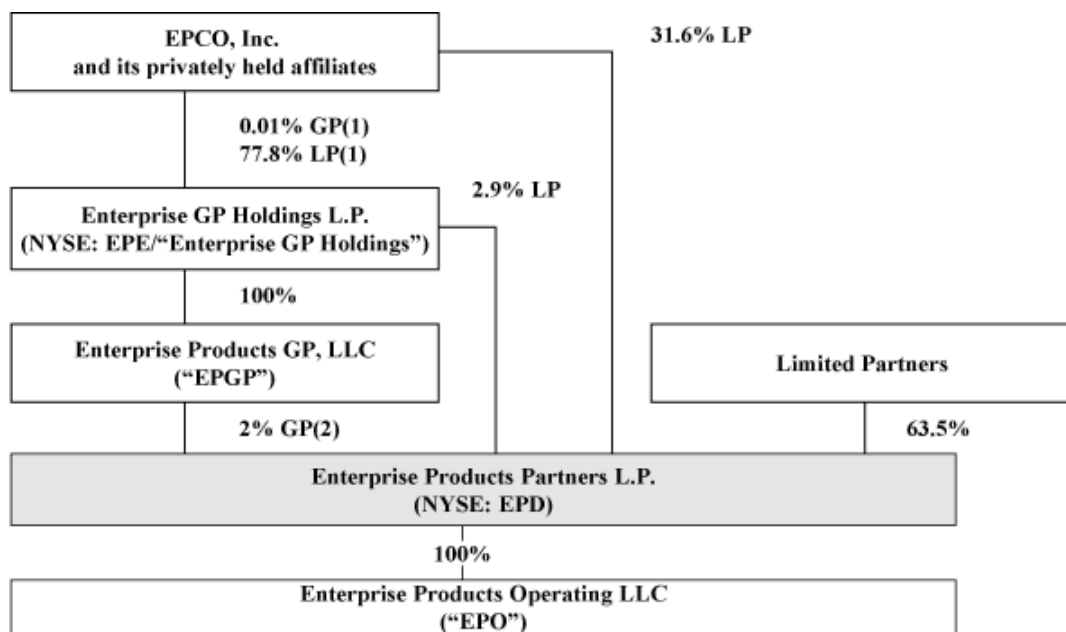 EPCO, Inc.
and its privately held affiliates
31.6% LP
0.01% GP(1)
77.8% LP(1)
2.9% LP
Enterprise GP Holdings L.P.
(NYSE: EPE/“Enterprise GP Holdings”)
100%
Enterprise Products GP, LLC
(“EPGP”)
Limited Partners
2% GP(2)
63.5%
Enterprise Products Partners L.P.
(NYSE: EPD)
100%
Enterprise Products Operating LLC
(“EPO”)